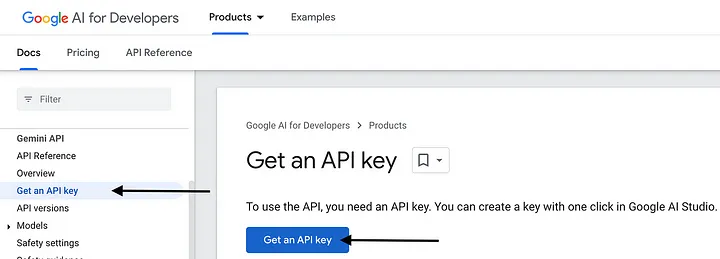 Google AI for Developers
Products
Examples
Docs
Pricing
API Reference
Filter
Gemini API
API Reference
Overview
Get an API key
API versions
Models
Safety settings
Safety guidance
Google AI for Developers > Products
Get an API key
To use the API, you need an API key. You can create a key with one click in Google AI Studio.
Get an API key